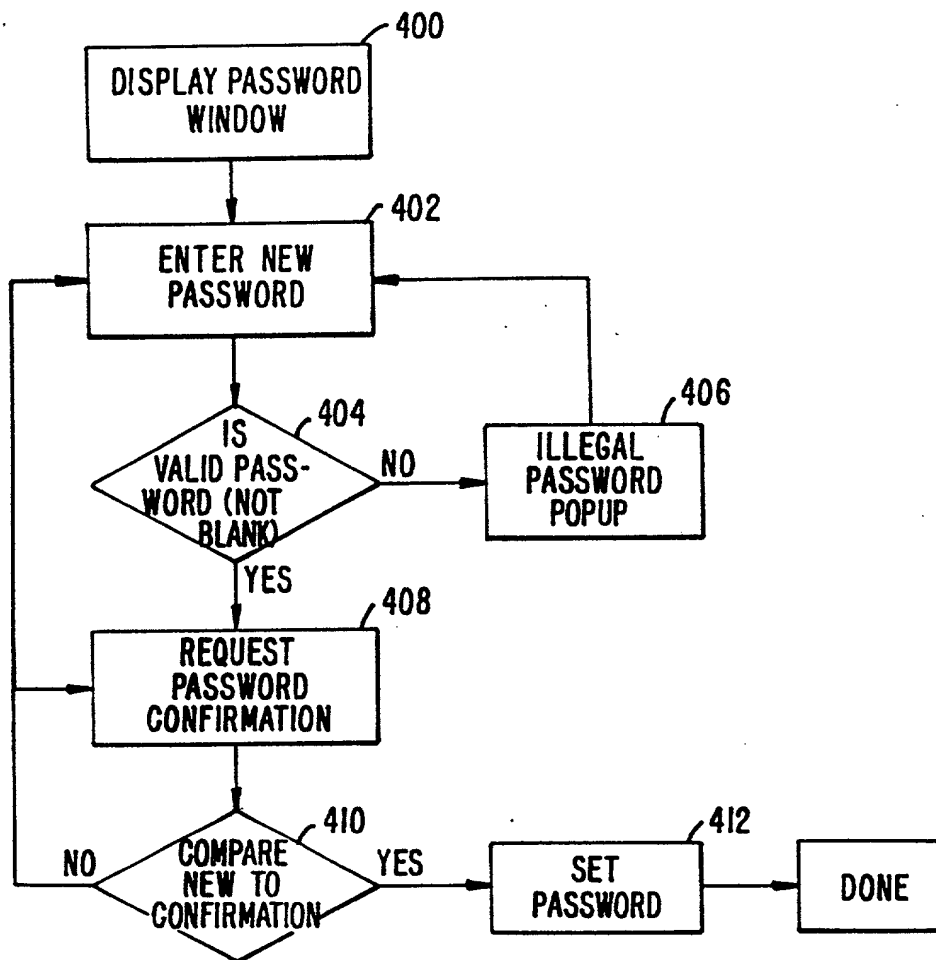 400
DISPLAY PASSWORD
WINDOW
402
ENTER NEW
PASSWORD
404
IS
VALID PASS-
WORD (NOT
BLANK)
NO
406
ILLEGAL
PASSWORD
POPUP
YES
408
REQUEST
PASSWORD
CONFIRMATION
410
NO
COMPARE
NEW TO
CONFIRMATION
YES
412
SET
PASSWORD
DONE